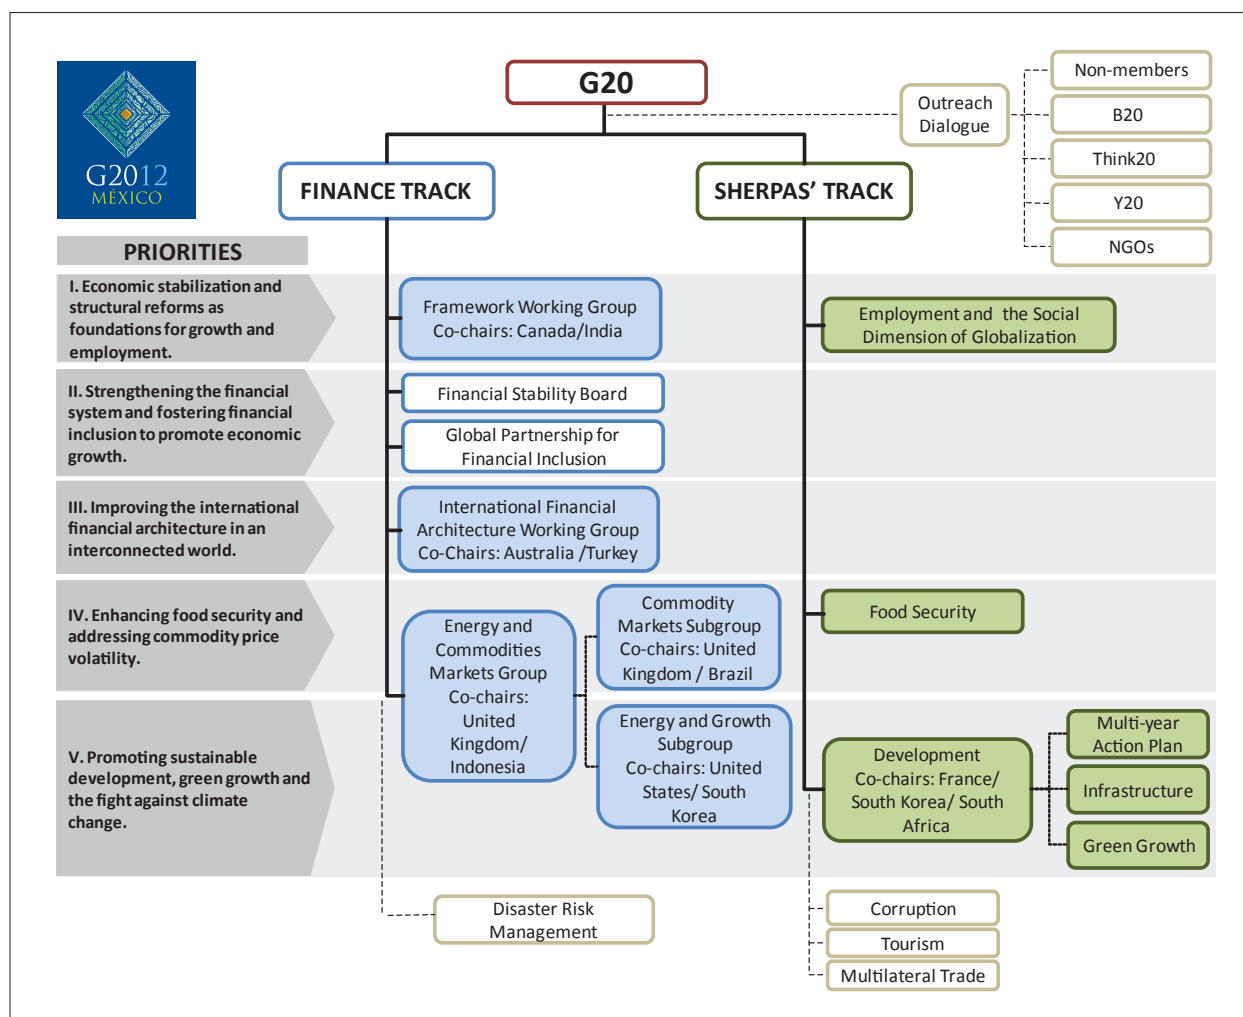 G20
Non-members
Outreach
Dialogue
B20
Think20
Y20
NGOs
G2012
MÉXICO
FINANCE TRACK
SHERPAS' TRACK
PRIORITIES
I. Economic stabilization and
structural reforms as
foundations for growth and
employment.
Framework Working Group
Co-chairs: Canada/India
Employment and the Social
Dimension of Globalization
II. Strengthening the financial
system and fostering financial
inclusion to promote economic
growth.
Financial Stability Board
Global Partnership for
Financial Inclusion
III. Improving the international
financial architecture in an
interconnected world.
International Financial
Architecture Working Group
Co-Chairs: Australia /Turkey
IV. Enhancing food security and
addressing commodity price
volatility.
Energy and
Commodities
Markets Group
Co-chairs:
United
Kingdom/
Indonesia
Commodity
Markets Subgroup
Co-chairs: United
Kingdom / Brazil
Food Security
V. Promoting sustainable
development, green growth and
the fight against climate
change.
Energy and Growth
Subgroup
Co-chairs: United
States/ South
Korea
Development
Co-chairs: France/
South Korea/ South
Africa
Multi-year
Action Plan
Infrastructure
Green Growth
Disaster Risk
Management
Corruption
Tourism
Multilateral Trade